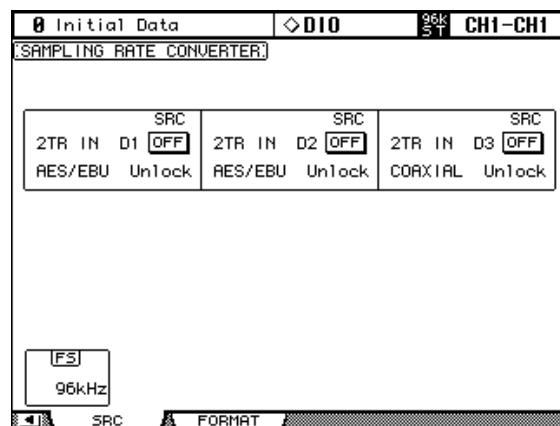 0 Initial Data ◇DIO 96k ST CH1-CH1
SAMPLING RATE CONVERTER
SRC SRC SRC
2TR IN D1 OFF 2TR IN D2 OFF 2TR IN D3 OFF
AES/EBU Unlock AES/EBU Unlock COAXIAL Unlock
FS
96kHz
SRC FORMAT